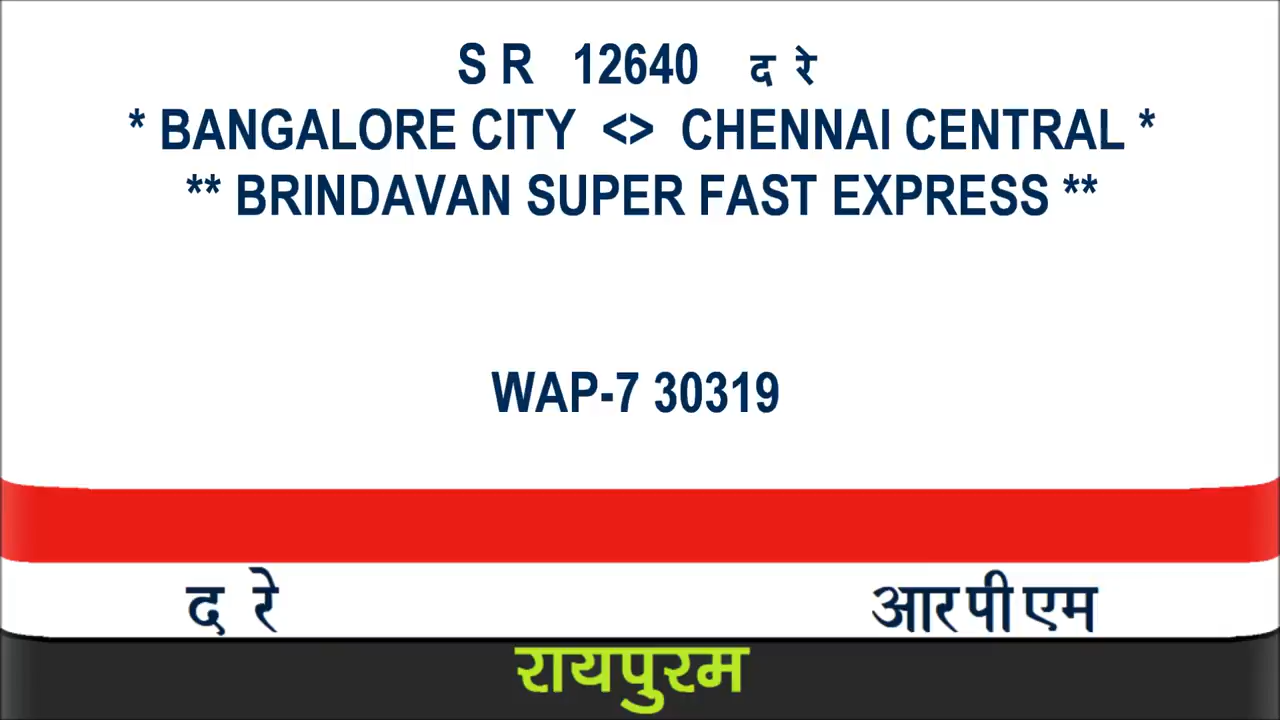 S R 12640 द रे
* BANGALORE CITY <> CHENNAI CENTRAL *
** BRINDAVAN SUPER FAST EXPRESS **
WAP-7 30319
द रे आरपीएम
रायपुरम